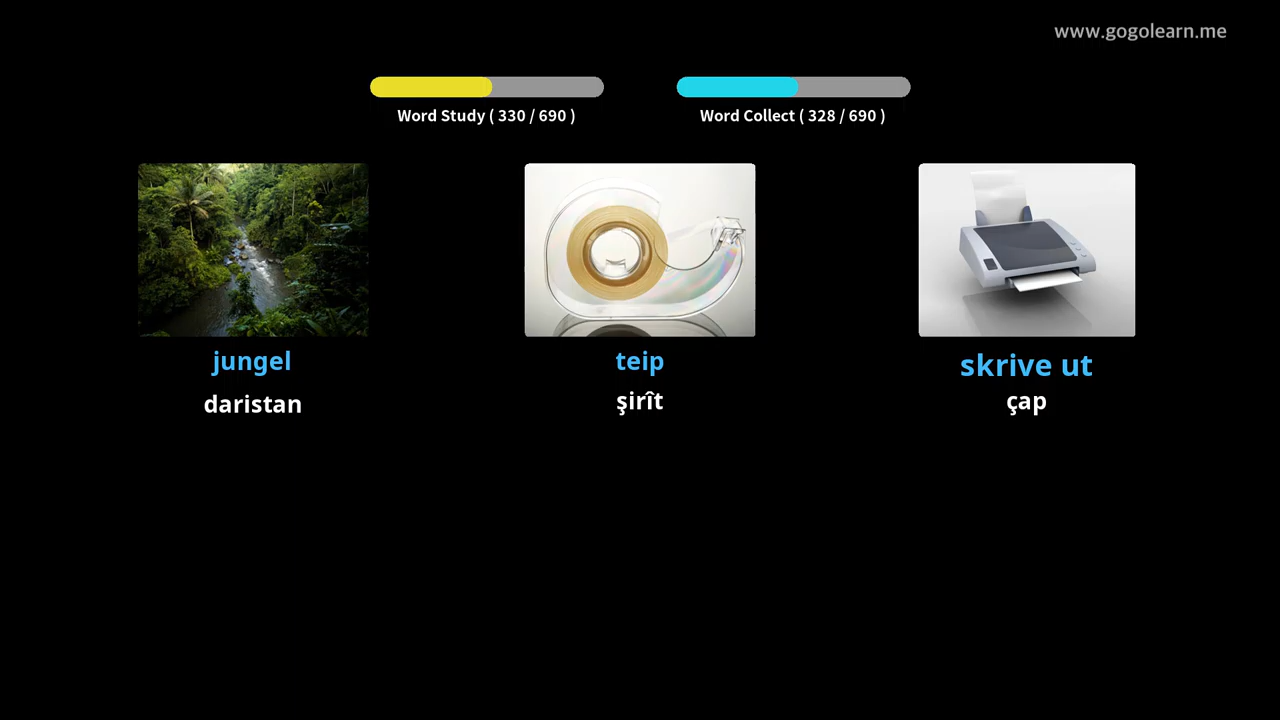 www.gogolearn.me
Word Study ( 330 / 690 )
Word Collect ( 328 / 690 )
jungel
teip
skrive ut
daristan
şirît
çap